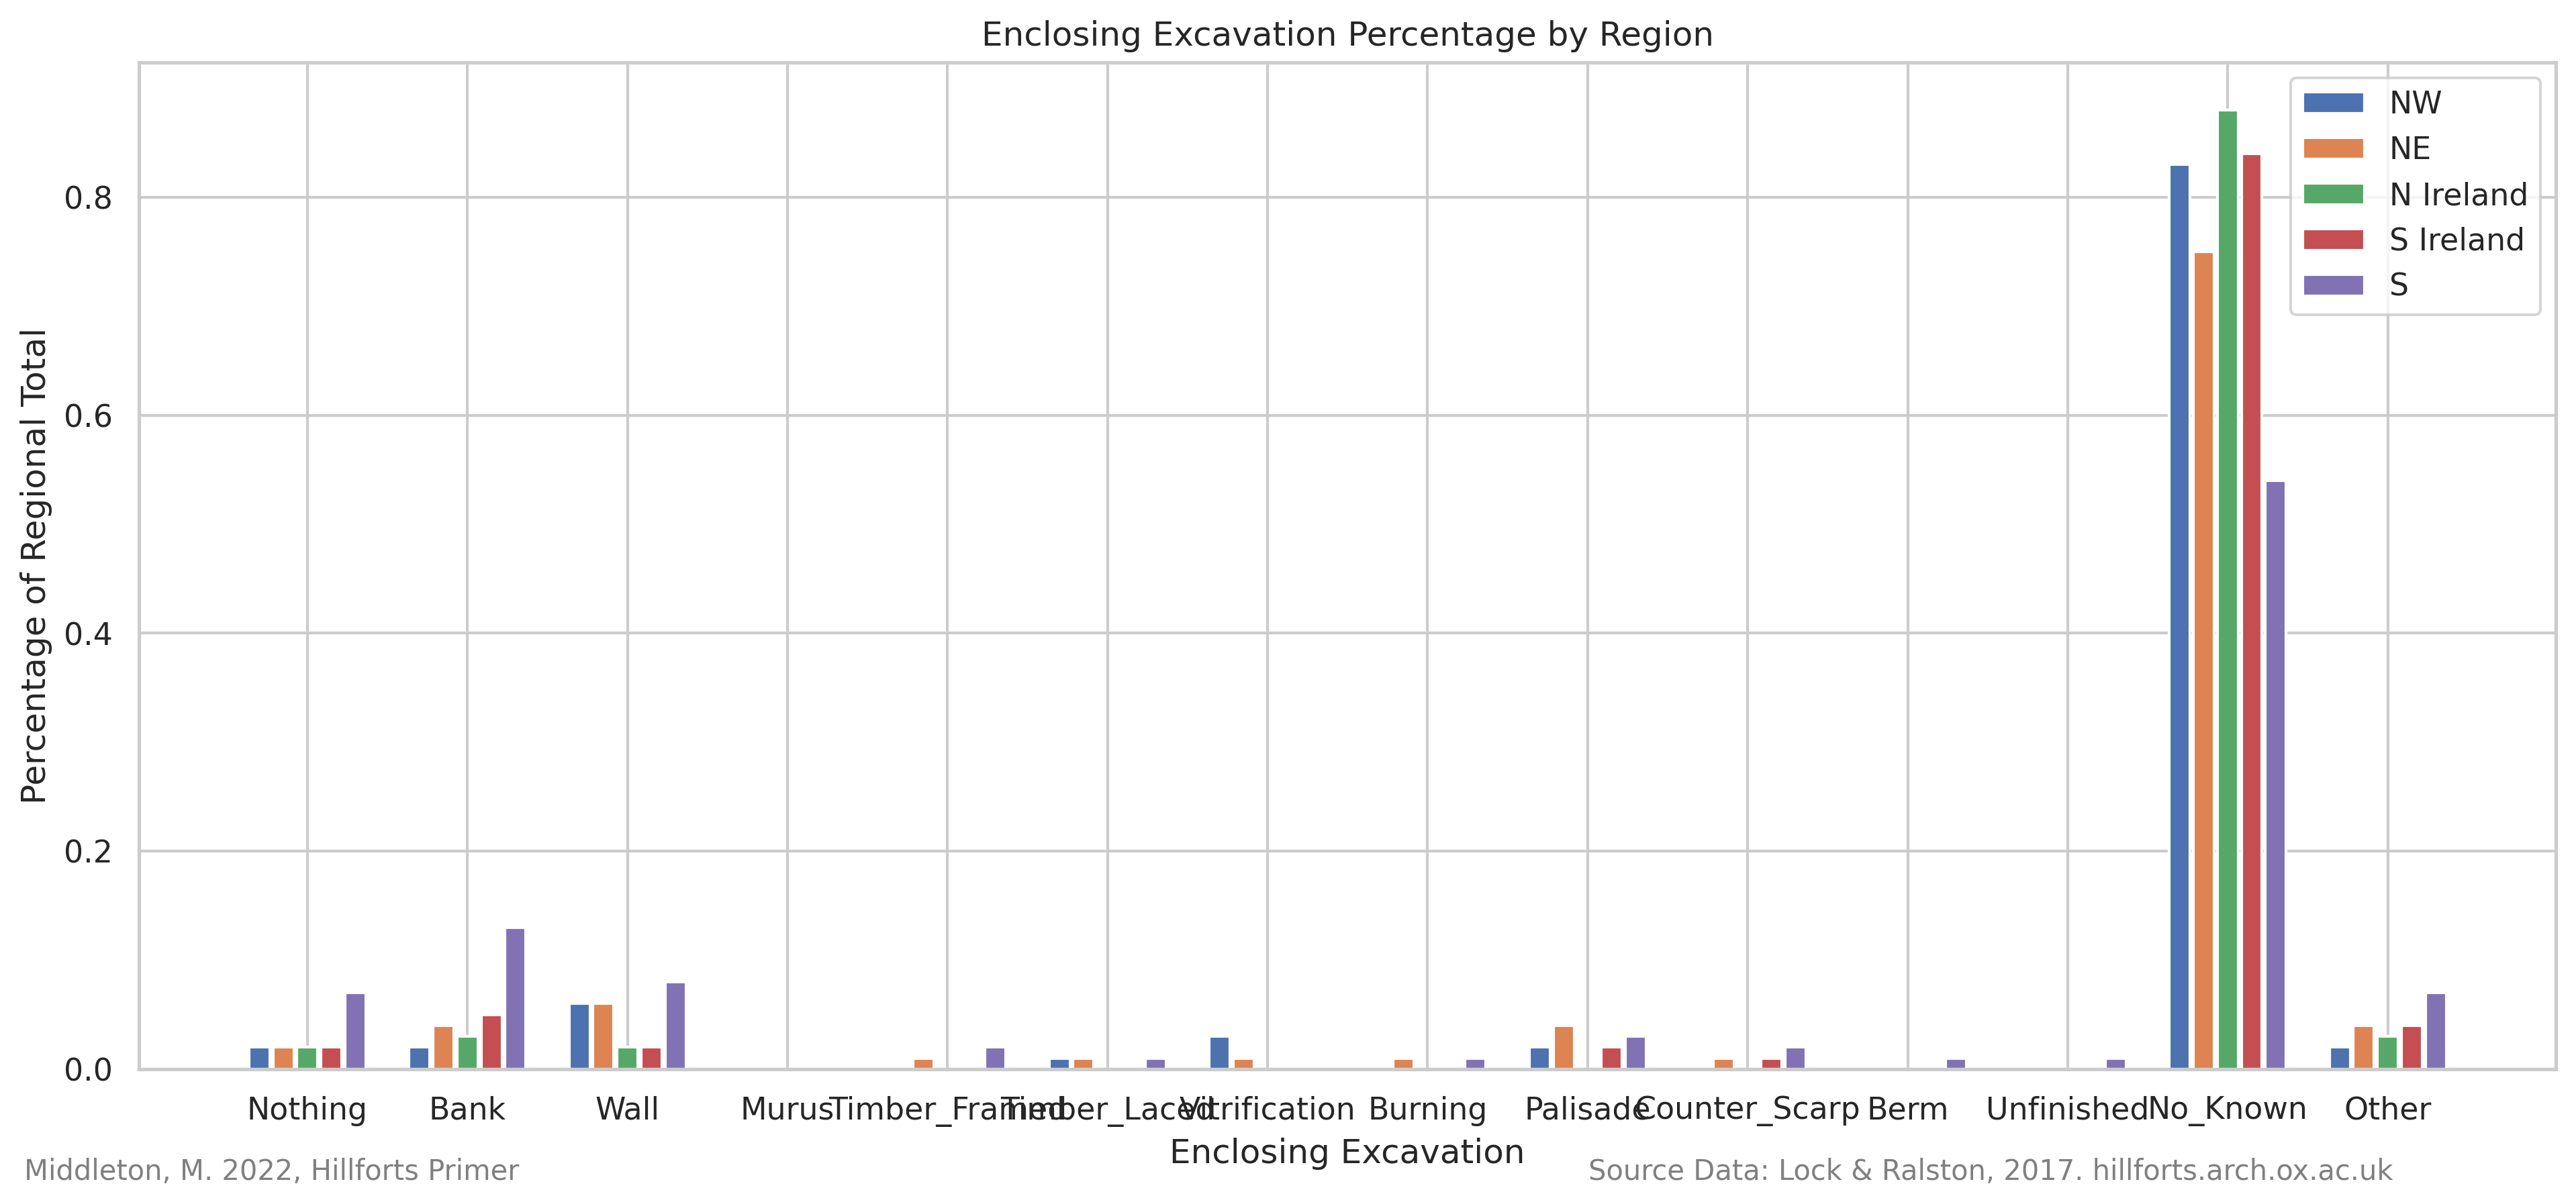 Enclosing Excavation Percentage by Region
NW
NE
N Ireland
S Ireland
S
Percentage of Regional Total
0.8
0.6
0.4
0.2
0.0
Nothing Bank Wall Murus Timber_Framed Timber_Laced Vitrification Burning Palisade Counter_Scarp Berm Unfinished No_Known Other
Enclosing Excavation
Middleton, M. 2022, Hillforts Primer
Source Data: Lock & Ralston, 2017. hillforts.arch.ox.ac.uk